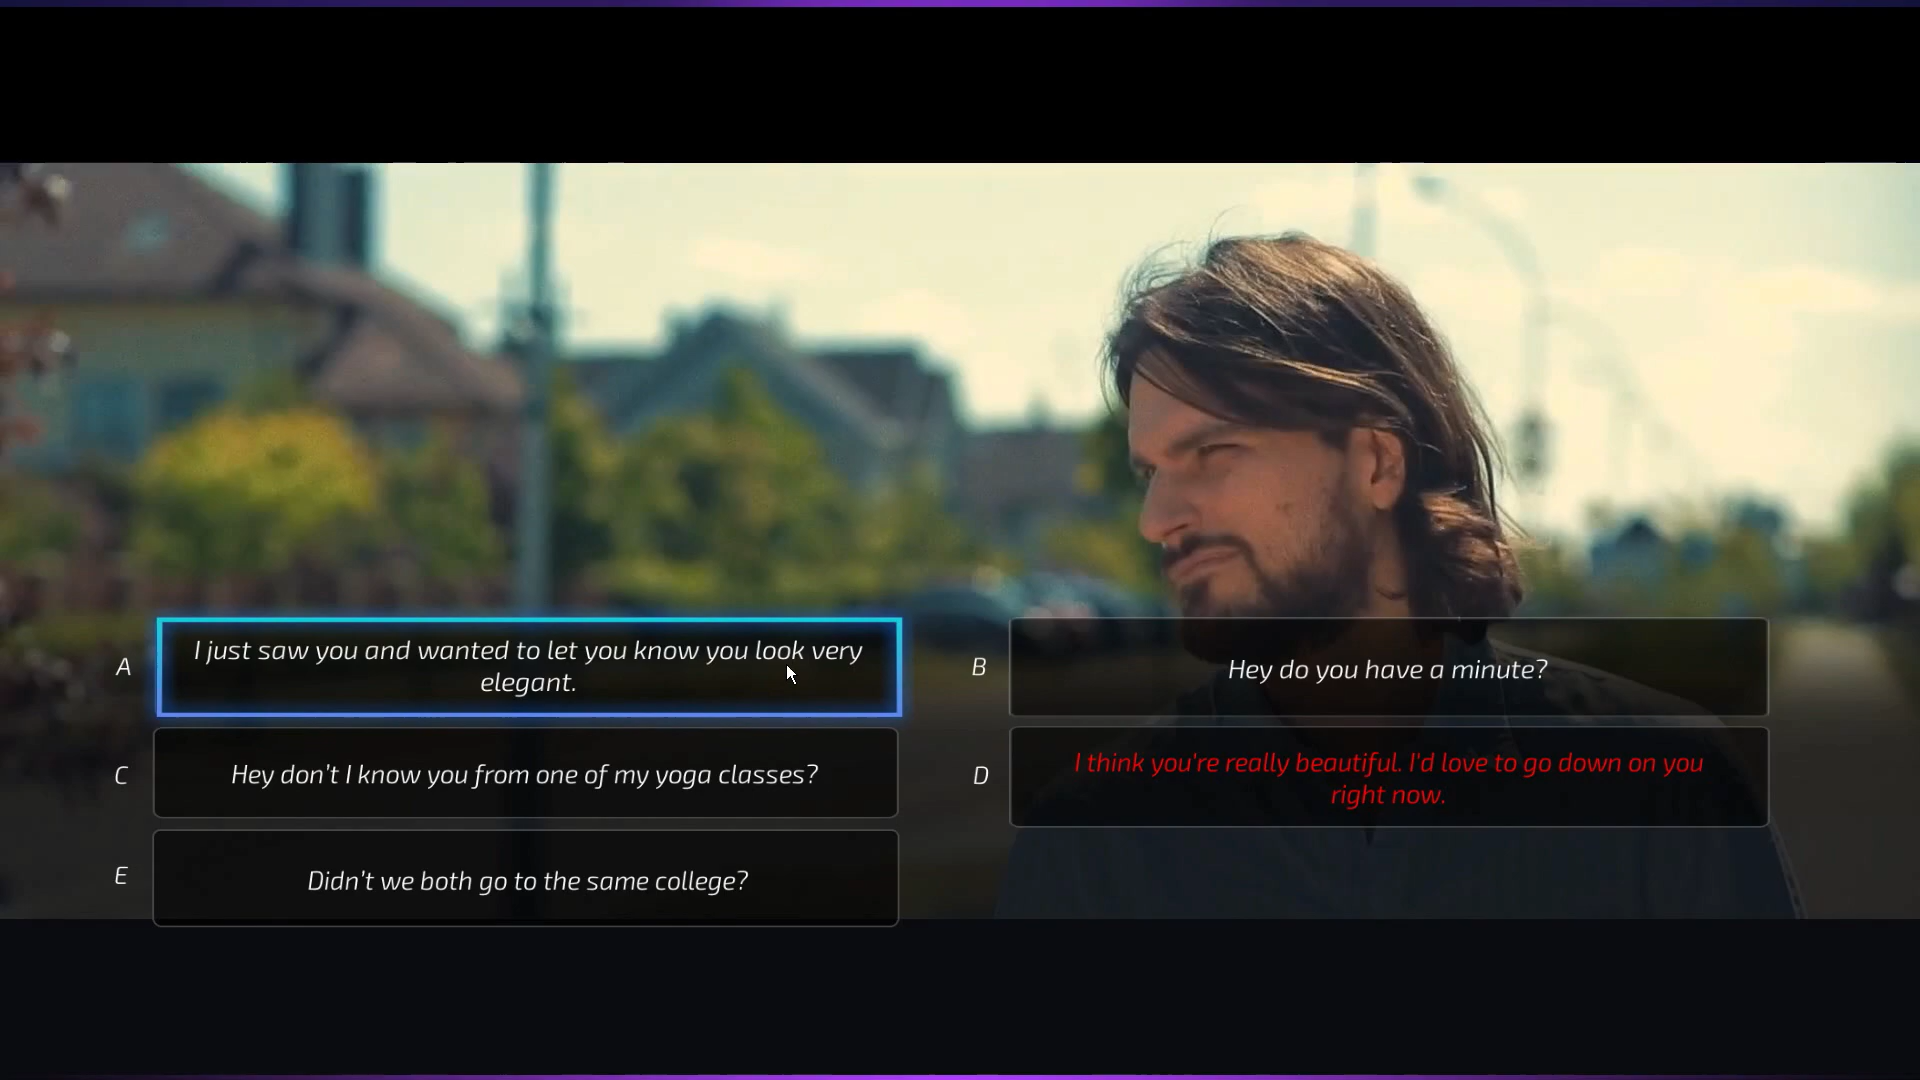 A
I just saw you and wanted to let you know you look very
elegant.
B
Hey do you have a minute?
C
Hey don't I know you from one of my yoga classes?
D
I think you're really beautiful. I'd love to go down on you
right now.
E
Didn't we both go to the same college?